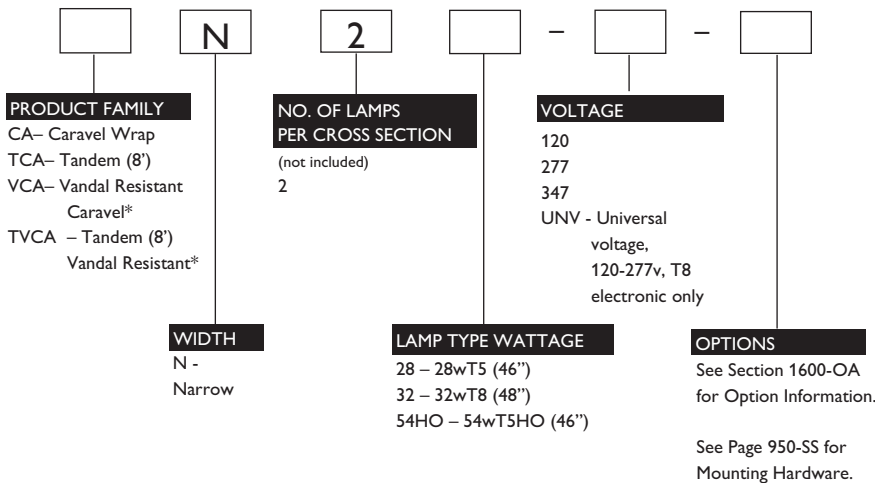 N 2 – –
PRODUCT FAMILY
CA– Caravel Wrap
TCA– Tandem (8’)
VCA– Vandal Resistant
Caravel*
TVCA – Tandem (8’)
Vandal Resistant*
NO. OF LAMPS
PER CROSS SECTION
(not included)
2
VOLTAGE
120
277
347
UNV - Universal
voltage,
120-277v, T8
electronic only
WIDTH
N -
Narrow
LAMP TYPE WATTAGE
28 – 28wT5 (46”)
32 – 32wT8 (48”)
54HO – 54wT5HO (46”)
OPTIONS
See Section 1600-OA
for Option Information.
See Page 950-SS for
Mounting Hardware.